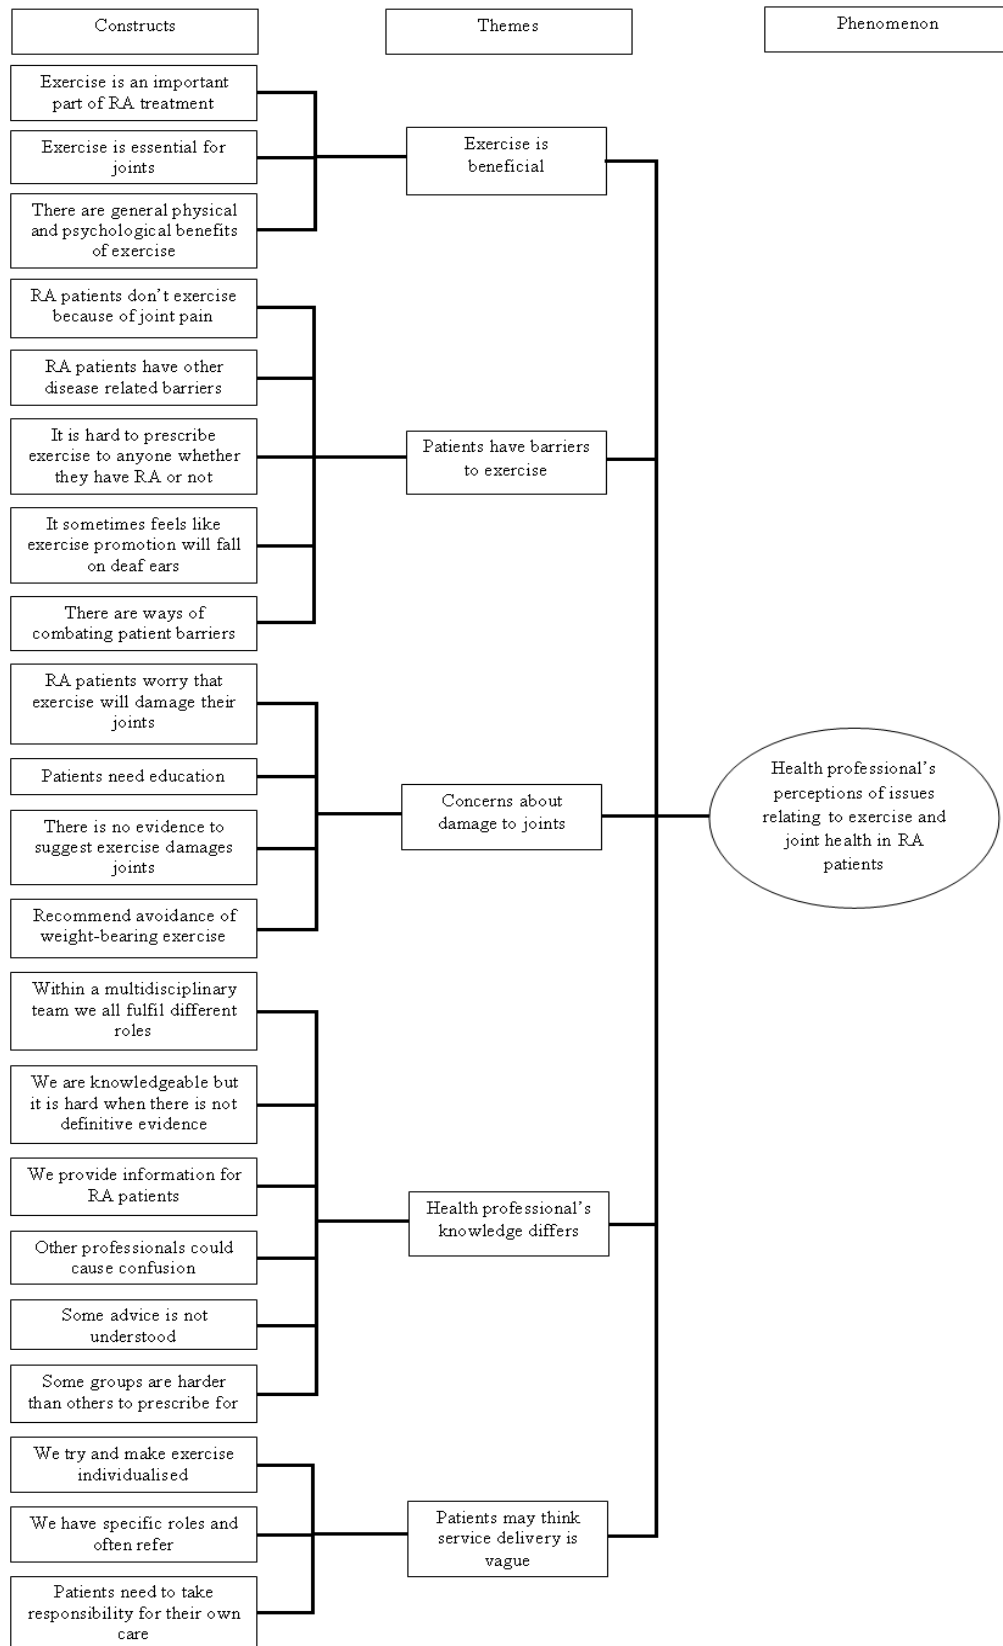 Constructs
Themes
Phenomenon
Exercise is an important
part of RA treatment
Exercise is essential for
joints
There are general physical
and psychological benefits
of exercise
Exercise is
beneficial
RA patients don't exercise
because of joint pain
RA patients have other
disease related barriers
It is hard to prescribe
exercise to anyone whether
they have RA or not
It sometimes feels like
exercise promotion will fall
on deaf ears
There are ways of
combating patient barriers
Patients have barriers
to exercise
RA patients worry that
exercise will damage their
joints
Patients need education
There is no evidence to
suggest exercise damages
joints
Recommend avoidance of
weight-bearing exercise
Concerns about
damage to joints
Within a multidisciplinary
team we all fulfil different
roles
We are knowledgeable but
it is hard when there is not
definitive evidence
We provide information for
RA patients
Other professionals could
cause confusion
Some advice is not
understood
Some groups are harder
than others to prescribe for
Health professional's
knowledge differs
We try and make exercise
individualised
We have specific roles and
often refer
Patients need to take
responsibility for their own
care
Patients may think
service delivery is
vague
Health professional's
perceptions of issues
relating to exercise and
joint health in RA
patients